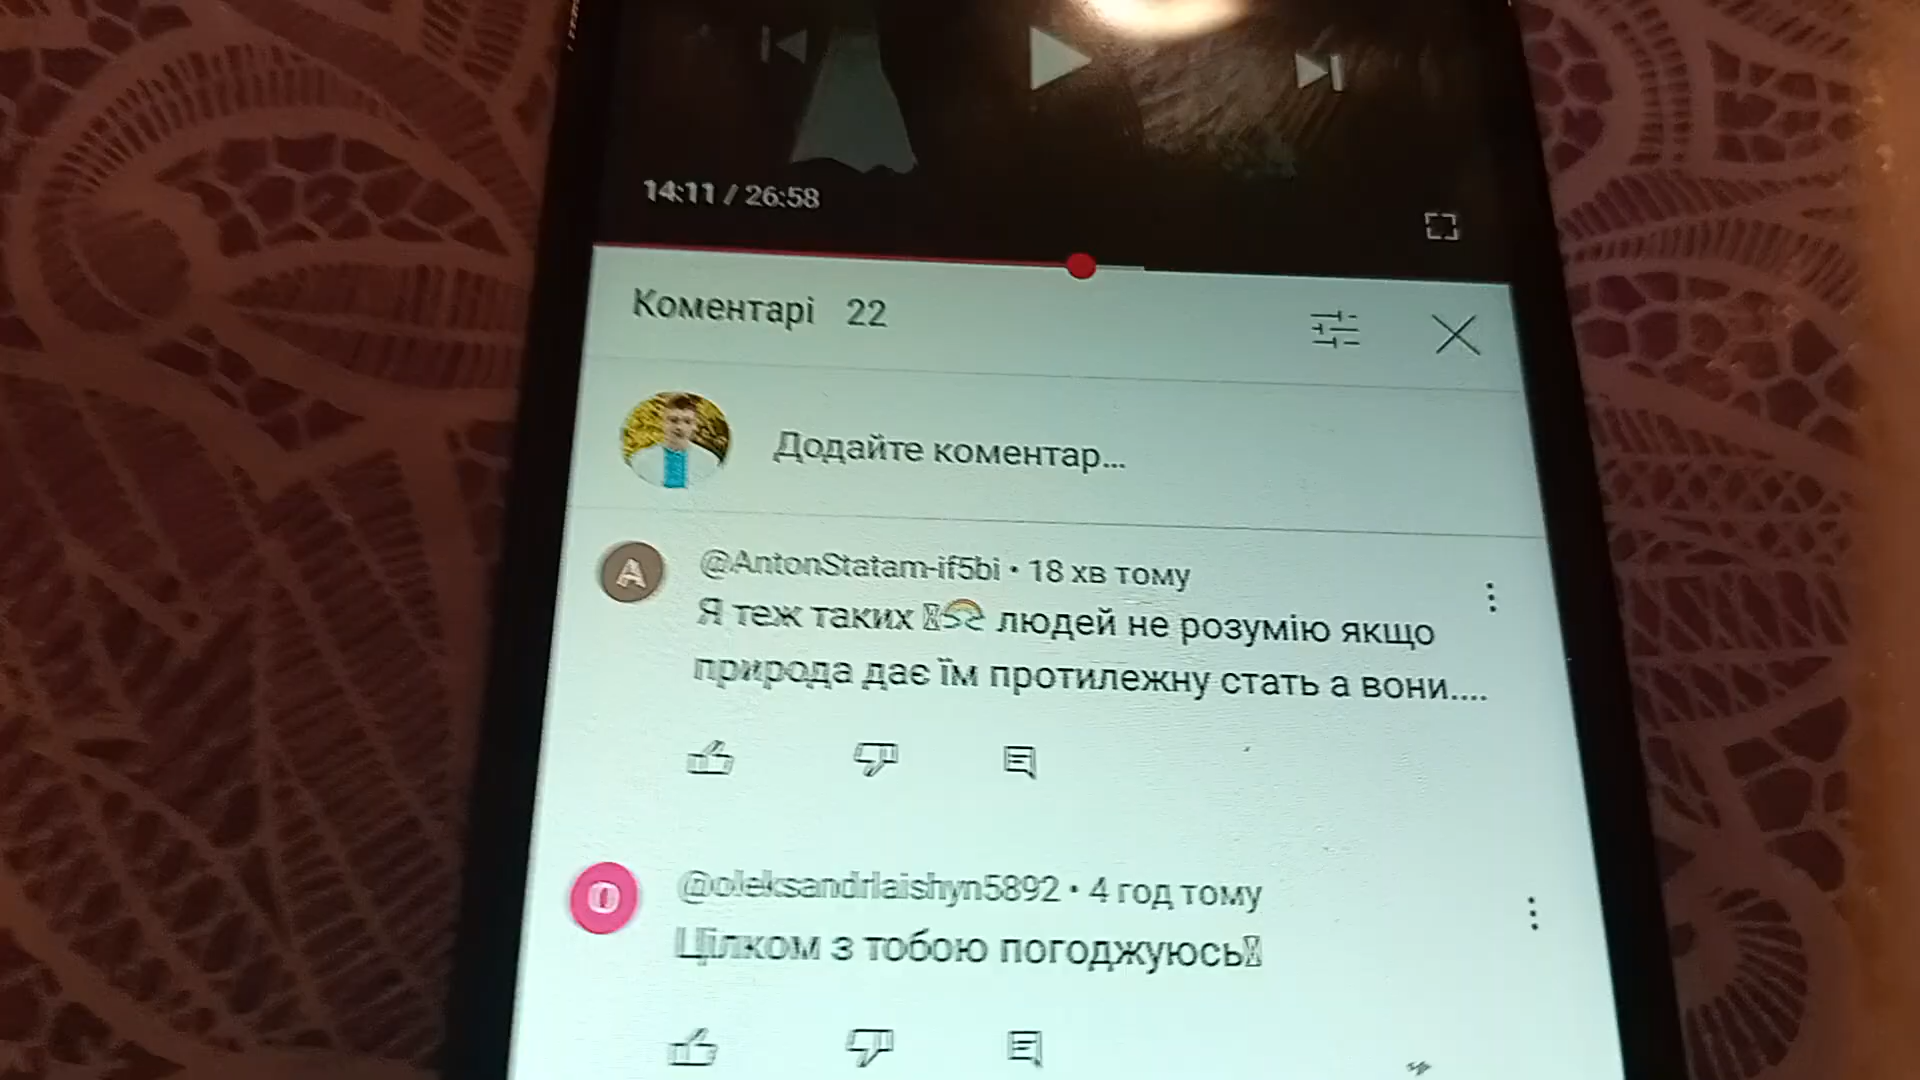 14:11 / 26:58
Коментарі 22
Додайте коментар...
A
@AntonStatam-if5bi • 18 хв тому
Я теж таких людей не розумію якщо
природа дає їм протилежну стать а вони....
O
@oleksandrlaishyn5892 • 4 год тому
Цілком з тобою погоджуюсь